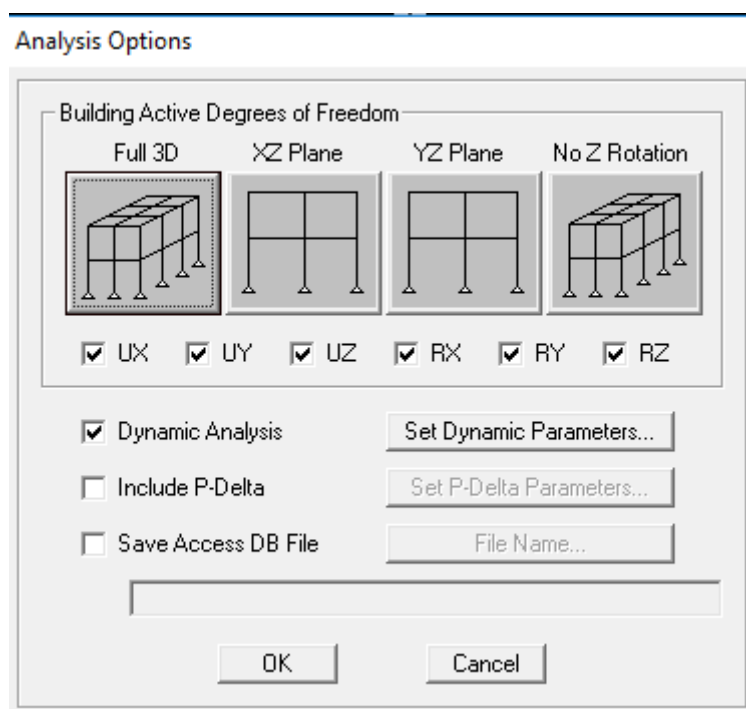 Analysis Options
Building Active Degrees of Freedom
Full 3D XZ Plane YZ Plane No Z Rotation
UX UY UZ RX RY RZ
Dynamic Analysis Set Dynamic Parameters...
Include P-Delta Set P-Delta Parameters...
Save Access DB File File Name...
OK Cancel